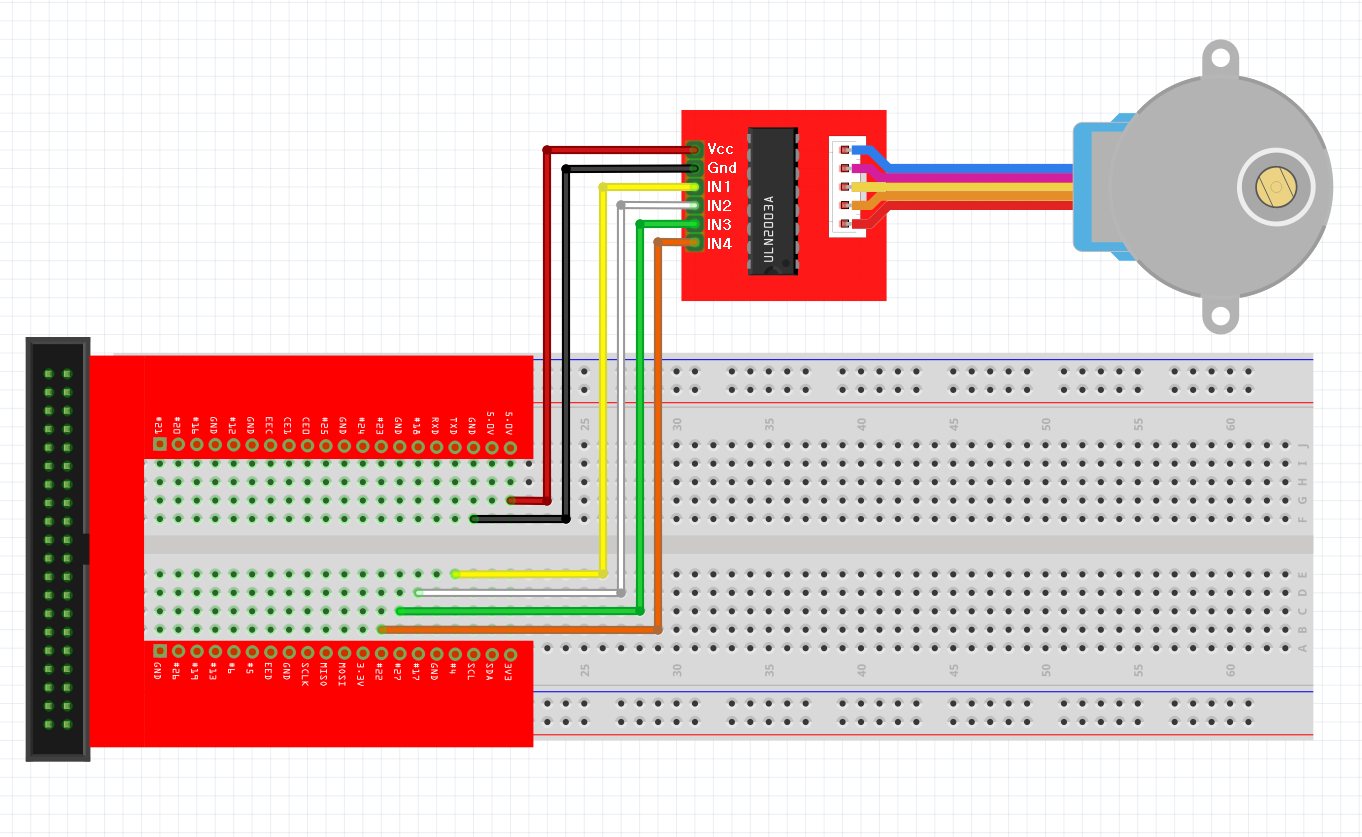 Vcc
Gnd
IN1
IN2
IN3
IN4
ULN2003A
#21
#20
#16
GND
#12
GND
EEC
CE1
CE0
#25
GND
#24
#23
GND
#18
RXD
TXD
GND
5.0V
5.0V
25
30
35
40
45
50
55
60
J
I
H
G
F
E
D
C
B
A
GND
#26
#19
#13
#6
#5
EED
GND
SCLK
MISO
MOSI
3.3V
#22
#27
#17
GND
#4
SCL
SDA
3V3
25
30
35
40
45
50
55
60